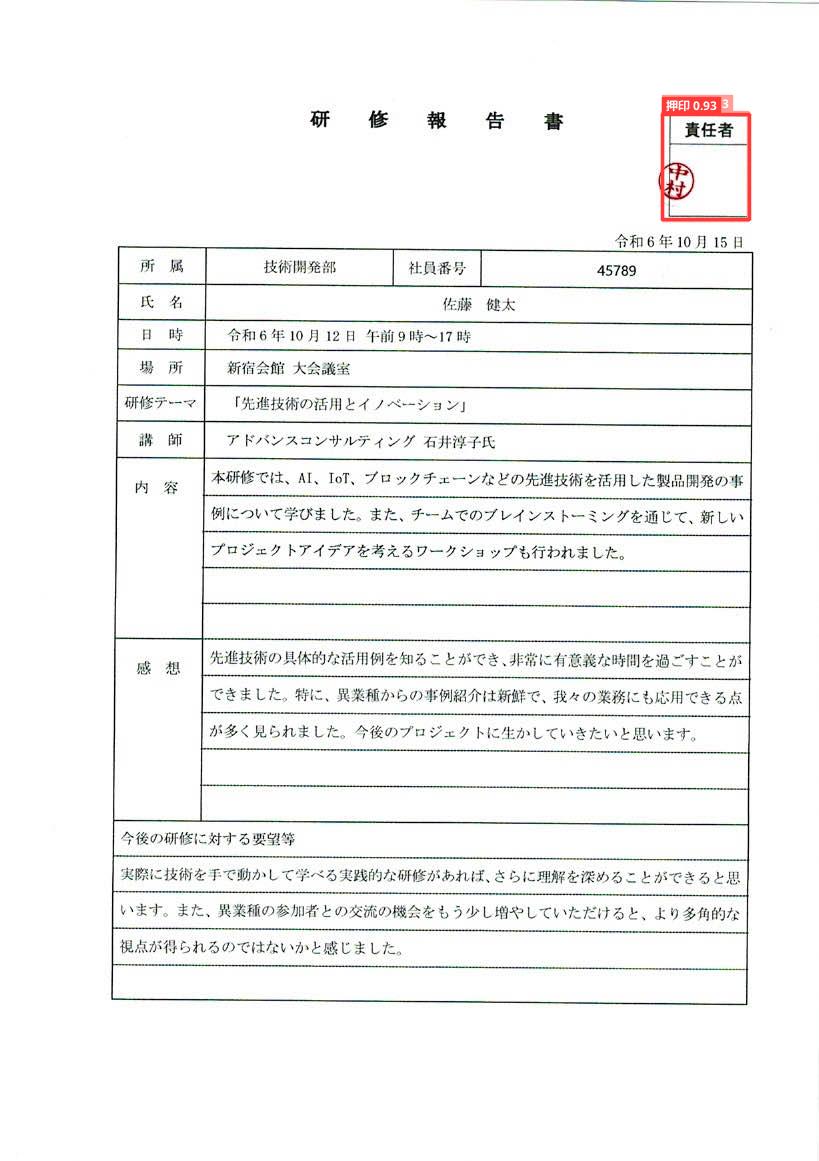 押印 0.93 3
研修報告書
責任者
中村
令和6年10月15日
所属 技術開発部 社員番号 45789
氏名 佐藤 健太
日時 令和6年10月12日 午前9時～17時
場所 新宿会館 大会議室
研修テーマ 「先進技術の活用とイノベーション」
講師 アドバンスコンサルティング 石井淳子氏
内容 本研修では、AI、IoT、ブロックチェーンなどの先進技術を活用した製品開発の事
例について学びました。また、チームでのブレインストーミングを通じて、新しい
プロジェクトアイデアを考えるワークショップも行われました。
感想 先進技術の具体的な活用例を知ることができ、非常に有意義な時間を過ごすことが
できました。特に、異業種からの事例紹介は新鮮で、我々の業務にも応用できる点
が多く見られました。今後のプロジェクトに生かしていきたいと思います。
今後の研修に対する要望等
実際に技術を手で動かして学べる実践的な研修があれば、さらに理解を深めることができると思
います。また、異業種の参加者との交流の機会をもう少し増やしていただけると、より多角的な
視点が得られるのではないかと感じました。